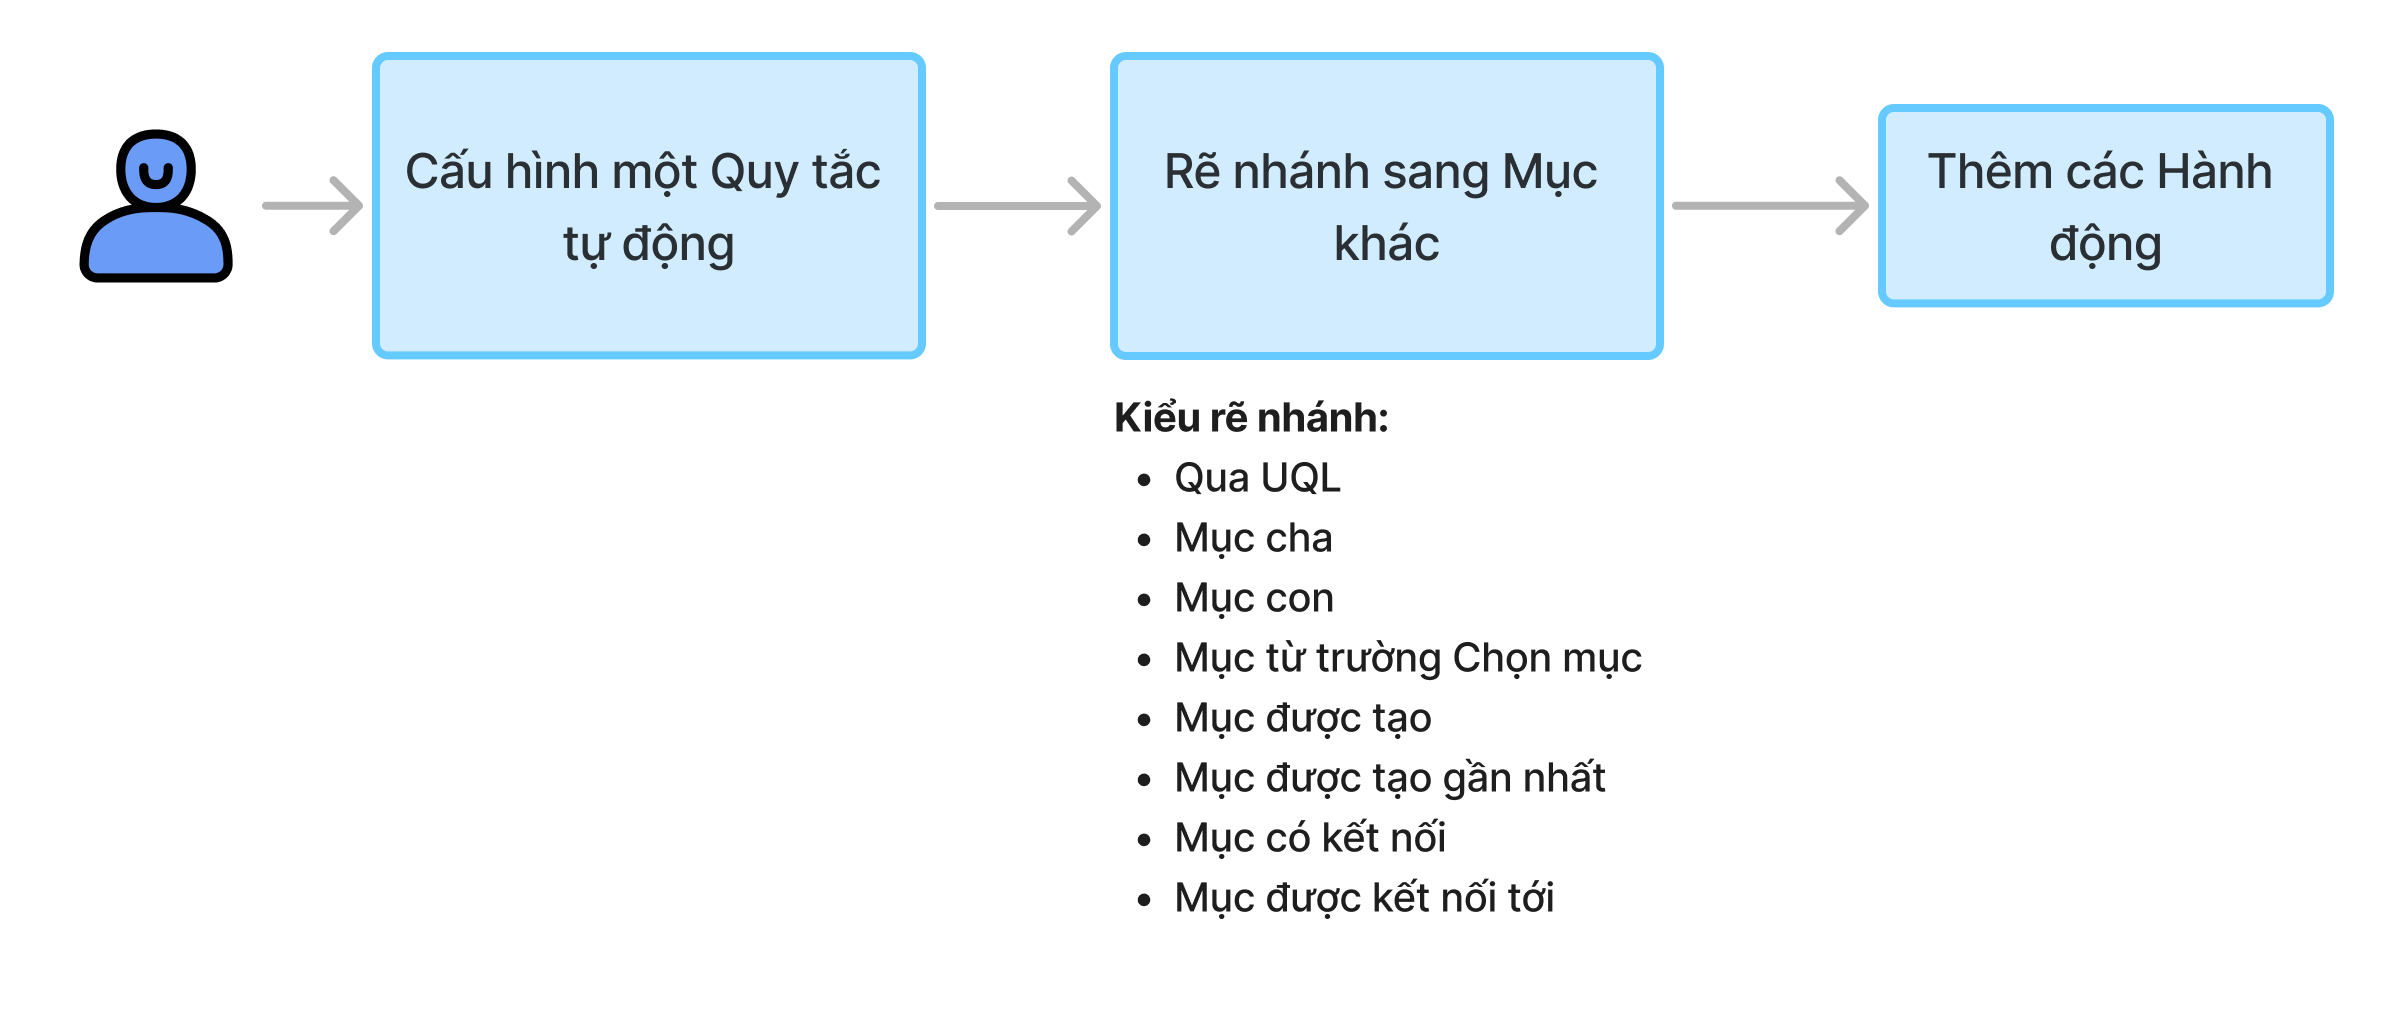 Cấu hình một Quy tắc
tự động
Rẽ nhánh sang Mục
khác
Thêm các Hành
động
Kiểu rẽ nhánh:
• Qua UQL
• Mục cha
• Mục con
• Mục từ trường Chọn mục
• Mục được tạo
• Mục được tạo gần nhất
• Mục có kết nối
• Mục được kết nối tới